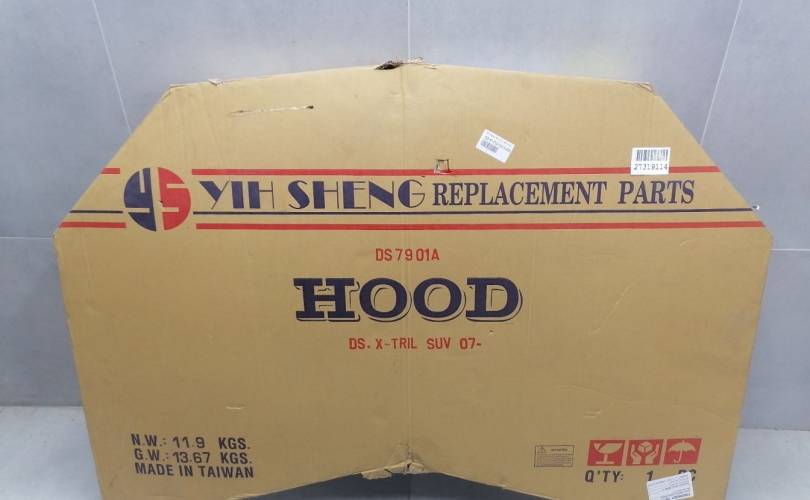 27319114
YS YIH SHENG REPLACEMENT PARTS
DS7901A
HOOD
DS. X-TRIL SUV 07-
N.W.: 11.9 KGS.
G.W.: 13.67 KGS.
MADE IN TAIWAN
Q'TY: 1